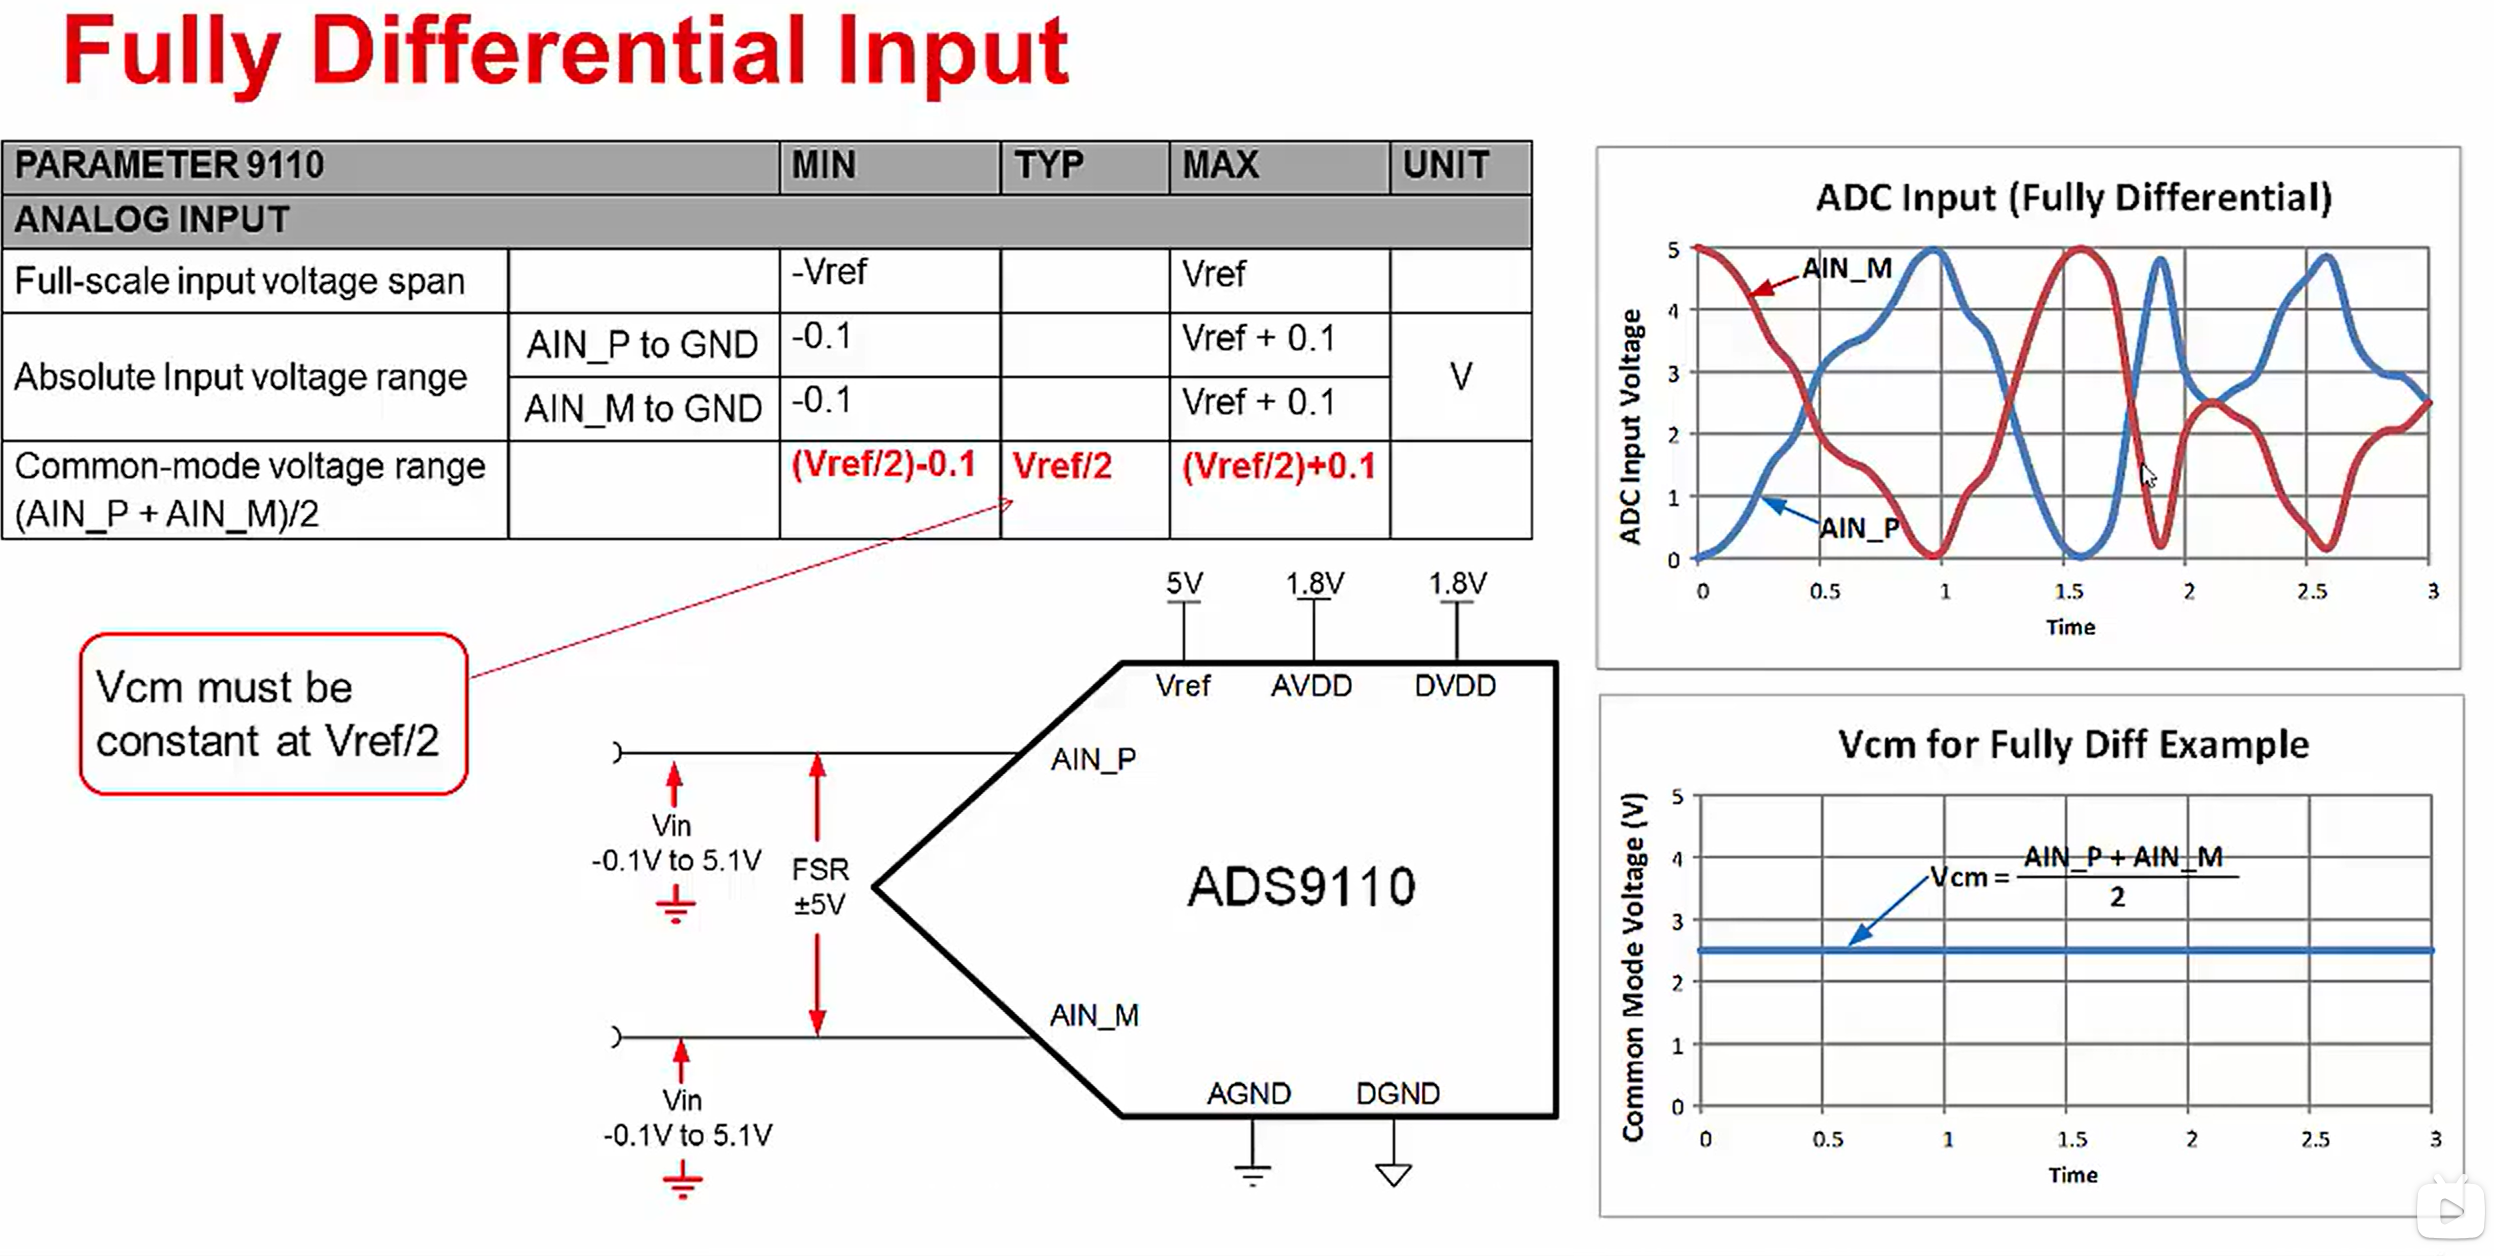 Fully Differential Input
PARAMETER 9110 MIN TYP MAX UNIT
ANALOG INPUT
Full-scale input voltage span -Vref Vref
Absolute Input voltage range
AIN_P to GND -0.1 Vref + 0.1
AIN_M to GND -0.1 Vref + 0.1
V
Common-mode voltage range (Vref/2)-0.1 Vref/2 (Vref/2)+0.1
(AIN_P + AIN_M)/2
Vcm must be
constant at Vref/2
5V 1.8V 1.8V
Vref AVDD DVDD
AIN_P
Vin
-0.1V to 5.1V
FSR
±5V
ADS9110
AIN_M
Vin
-0.1V to 5.1V
AGND DGND
ADC Input (Fully Differential)
ADC Input Voltage
5
4
3
2
1
0
AIN_M
AIN_P
0 0.5 1 1.5 2 2.5 3
Time
Vcm for Fully Diff Example
Common Mode Voltage (V)
5
4
3
2
1
0
Vcm = AIN_P + AIN_M
2
0 0.5 1 1.5 2 2.5 3
Time